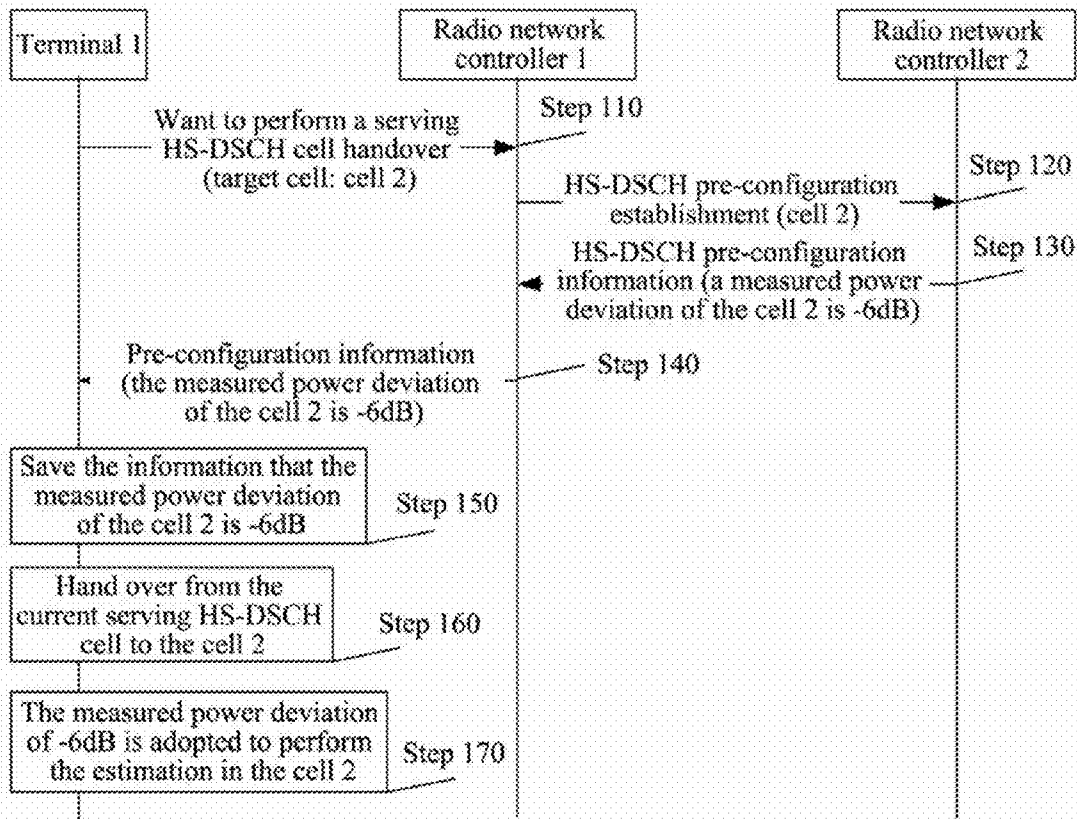 Terminal 1
Radio network
controller 1
Radio network
controller 2
Step 110
Want to perform a serving
HS-DSCH cell handover
(target cell: cell 2)
Step 120
HS-DSCH pre-configuration
establishment (cell 2)
Step 130
HS-DSCH pre-configuration
information (a measured power
deviation of the cell 2 is -6dB)
Step 140
Pre-configuration information
(the measured power deviation
of the cell 2 is -6dB)
Save the information that the
measured power deviation
of the cell 2 is -6dB
Step 150
Hand over from the
current serving HS-DSCH
cell to the cell 2
Step 160
The measured power deviation
of -6dB is adopted to perform
the estimation in the cell 2
Step 170